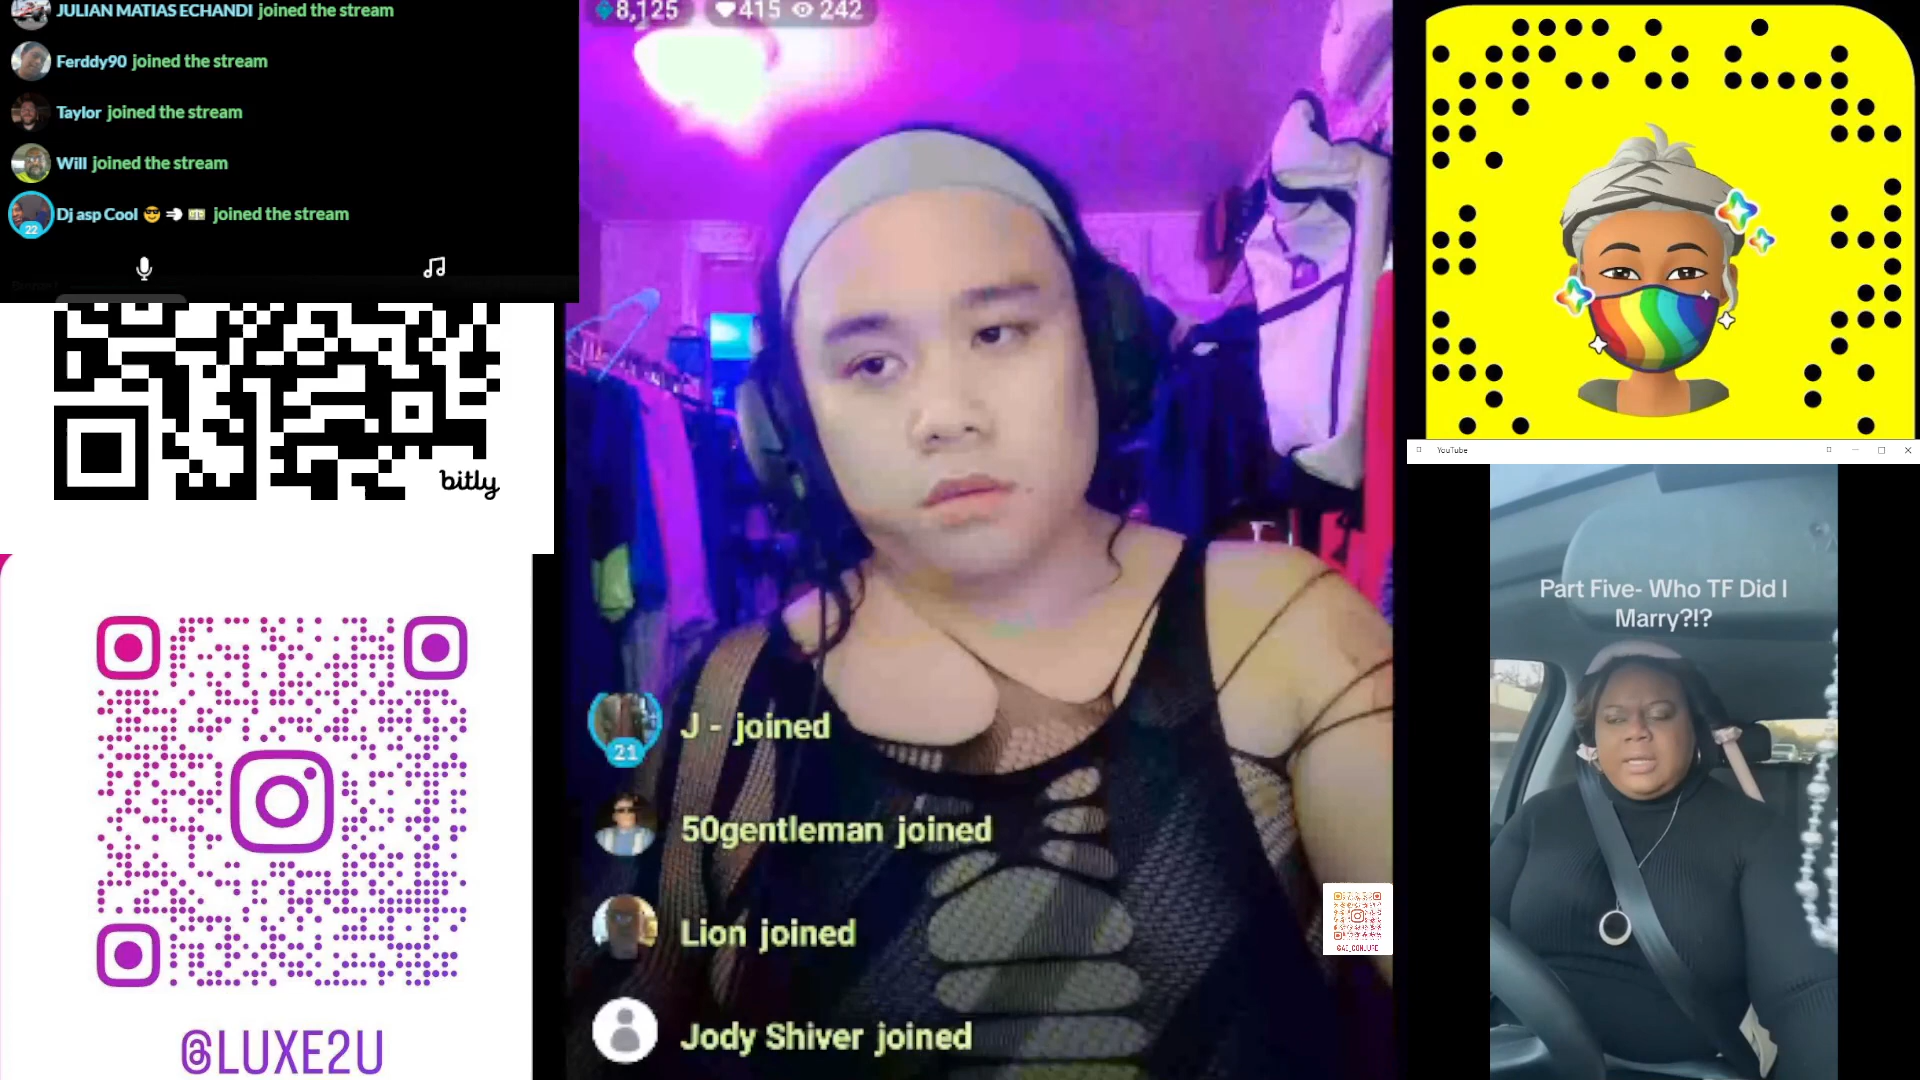 JULIAN MATIAS ECHANDI joined the stream
Ferddy90 joined the stream
Taylor joined the stream
Will joined the stream
22
Dj asp Cool 😎 💨 💵 joined the stream
bitly
@LUXE2U
8,125 415 242
J - joined
21
50gentleman joined
Lion joined
Jody Shiver joined
YouTube
Part Five- Who TF Did I
Marry?!?